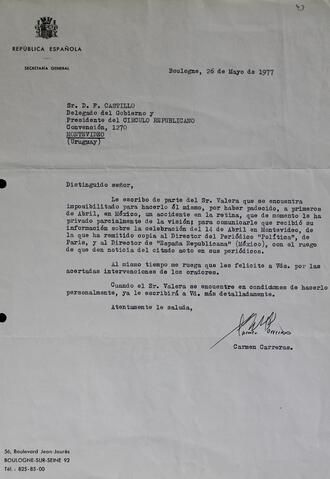 43
REPÚBLICA ESPAÑOLA
SECRETARÍA GENERAL
Boulogne, 26 de Mayo de 1977
Sr. D. F. CASTILLO
Delegado del Gobierno y
Presidente del CIRCULO REPUBLICANO
Convención, 1270
MONTEVIDEO
(Uruguay)
Distinguido señor,
Le escribo de parte del Sr. Valera que se encuentra
imposibilitado para hacerlo él mismo, por haber padecido, a primeros
de Abril, en México, un accidente en la retina, que de momento le ha
privado parcialmente de la visión; para comunicarle que recibió su
información sobre la celebración del 14 de Abril en Montevideo, de
la que ha remitido copia al Director del Periódico "Política", de
París, y al Director de "España Republicana" (México), con el ruego
de que den noticia del citado acto en sus periódicos.
Al mismo tiempo me ruega que les felicite a Vds. por las
acertadas intervenciones de los oradores.
Cuando el Sr. Valera se encuentre en condiciones de hacerlo
personalmente, ya le escribirá a Vd. más detalladamente.
Atentamente le saluda,
Carmen Carreras.
56, Boulevard Jean-Jaurès
BOULOGNE-SUR-SEINE 92
Tél.: 825-85-00